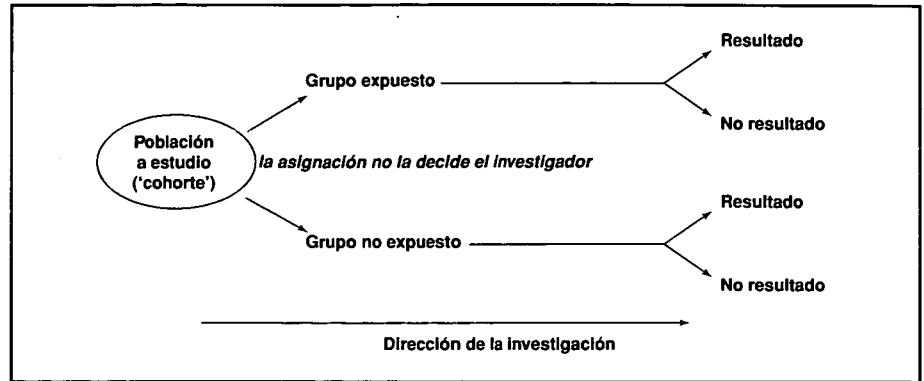 Resultado
Grupo expuesto
No resultado
Población
a estudio
('cohorte')
la asignación no la decide el investigador
Resultado
Grupo no expuesto
No resultado
Dirección de la investigación